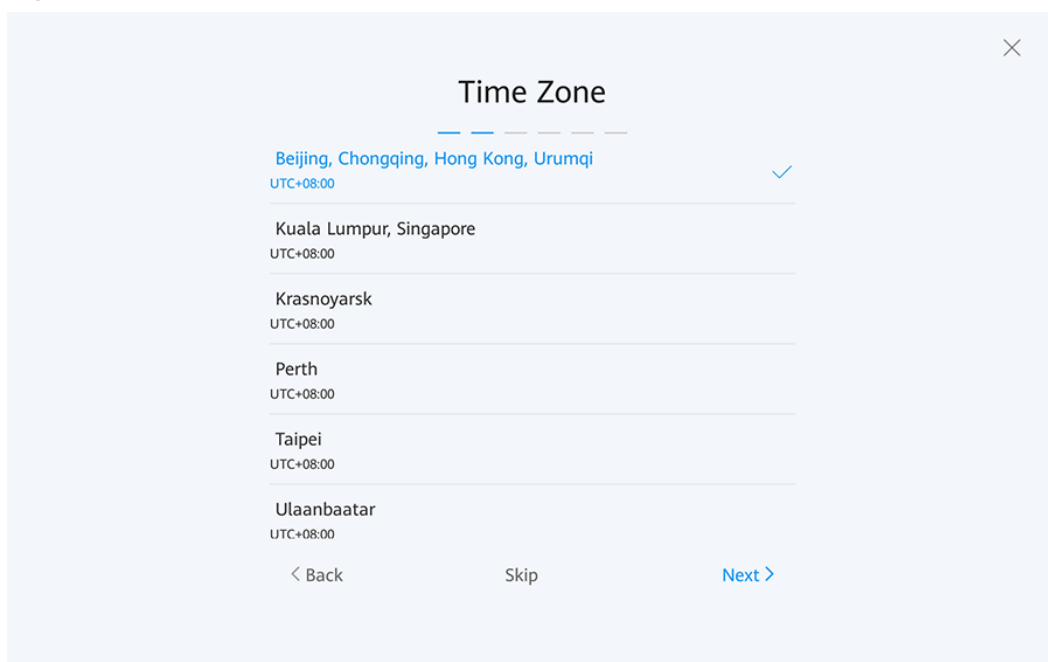 Time Zone
Beijing, Chongqing, Hong Kong, Urumqi
UTC+08:00
Kuala Lumpur, Singapore
UTC+08:00
Krasnoyarsk
UTC+08:00
Perth
UTC+08:00
Taipei
UTC+08:00
Ulaanbaatar
UTC+08:00
Back Skip Next